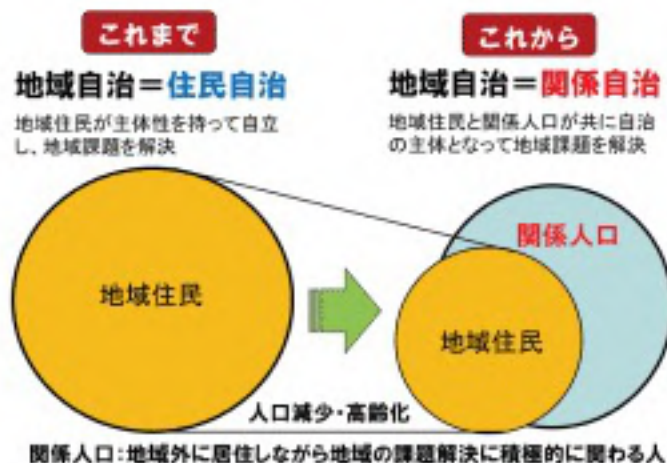 これまで
地域自治＝住民自治
地域住民が主体性を持って自立
し、地域課題を解決
地域住民
これから
地域自治＝関係自治
地域住民と関係人口が共に自治
の主体となって地域課題を解決
関係人口
地域住民
人口減少・高齢化
関係人口：地域外に居住しながら地域の課題解決に積極的に関わる人